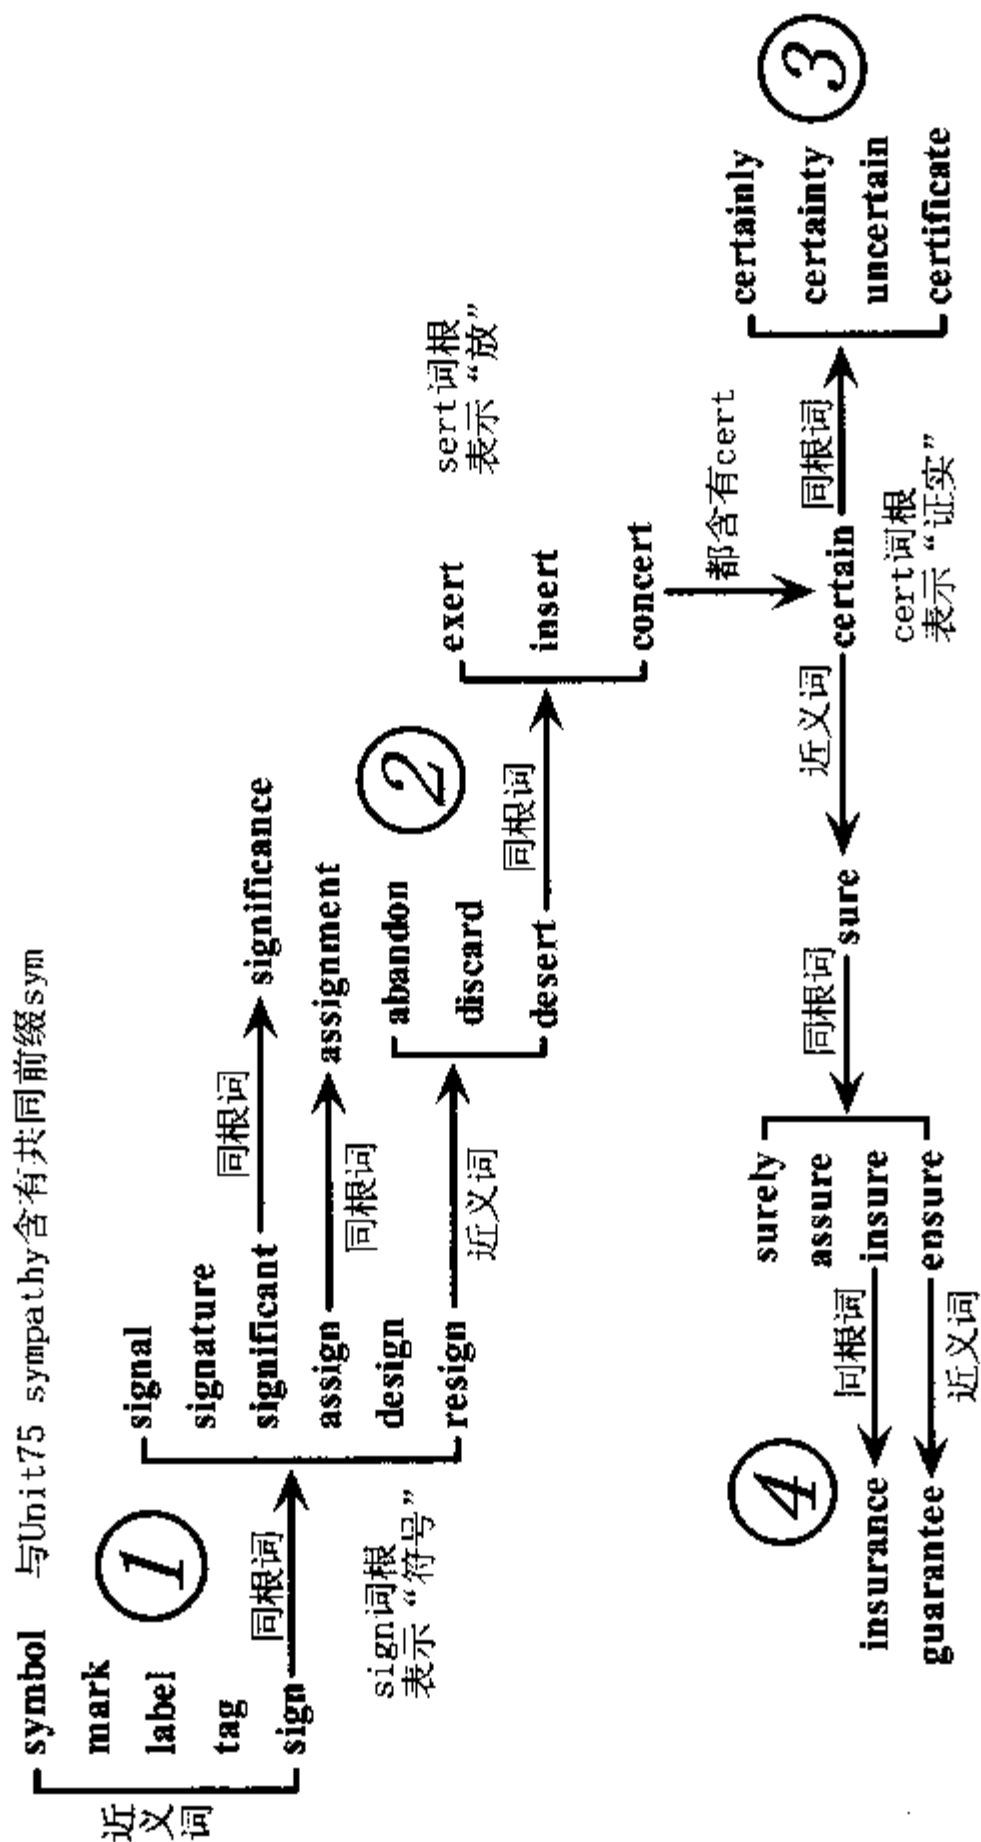 symbol 与Unit75 sympathy含有共同前缀sym
近义词
mark
label
tag
sign
①
同根词
sign词根
表示“符号”
signal
signature
significant
同根词
significance
assign
同根词
assignment
design
resign
近义词
abandon
discard
desert
②
同根词
exert
insert
concert
sert词根
表示“放”
都含有cert
certain
cert词根
表示“证实”
同根词
certainly
certainty
uncertain
certificate
③
近义词
sure
同根词
surely
assure
insure
ensure
同根词
insurance
近义词
guarantee
④